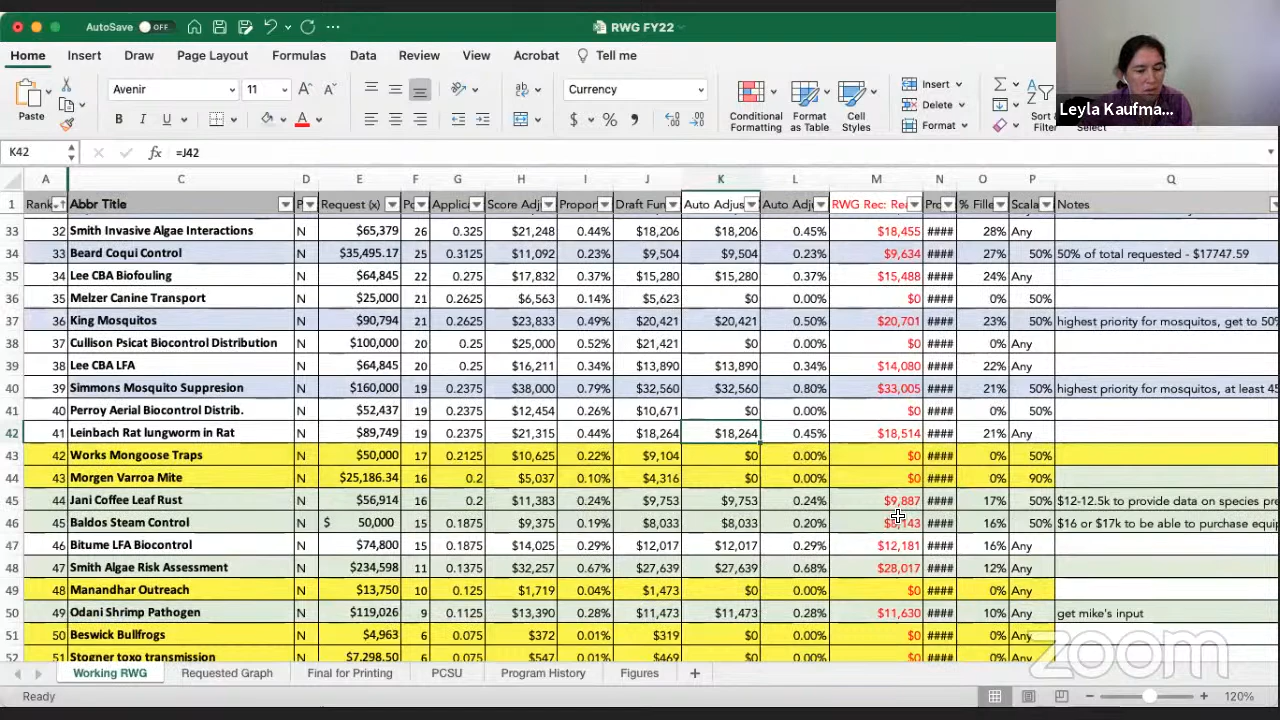 AutoSave OFF RWG FY22
Home Insert Draw Page Layout Formulas Data Review View Acrobat Tell me
Leyla Kaufma...
Paste Avenir 11 Currency Conditional Formatting Format as Table Cell Styles Insert Delete Format Sort Filter Select
K42 fx =J42
A C D E F G H I J K L M N O P Q
1 Abbr Title Request (x) Applica Score Adj Propor Draft Fun Auto Adjus Auto Adj RWG Rec: Rea % Fille Scala Notes
33 32 Smith Invasive Algae Interactions N $65,379 26 0.325 $21,248 0.44% $18,206 $18,206 0.45% $18,455 #### 28% Any
34 33 Beard Coqui Control N $35,495.17 25 0.3125 $11,092 0.23% $9,504 $9,504 0.23% $9,634 #### 27% 50% 50% of total requested - $17747.59
35 34 Lee CBA Biofouling N $64,845 22 0.275 $17,832 0.37% $15,280 $15,280 0.37% $15,488 #### 24% Any
36 35 Melzer Canine Transport N $25,000 21 0.2625 $6,563 0.14% $5,623 $0 0.00% $0 #### 0% 50%
37 36 King Mosquitos N $90,794 21 0.2625 $23,833 0.49% $20,421 $20,421 0.50% $20,701 #### 23% 50% highest priority for mosquitos, get to 50%
38 37 Cullison Psicat Biocontrol Distribution N $100,000 20 0.25 $25,000 0.52% $21,421 $0 0.00% $0 #### 0% Any
39 38 Lee CBA LFA N $64,845 20 0.25 $16,211 0.34% $13,890 $13,890 0.34% $14,080 #### 22% Any
40 39 Simmons Mosquito Suppresion N $160,000 19 0.2375 $38,000 0.79% $32,560 $32,560 0.80% $33,005 #### 21% 50% highest priority for mosquitos, at least 45
41 40 Perroy Aerial Biocontrol Distrib. N $52,437 19 0.2375 $12,454 0.26% $10,671 $0 0.00% $0 #### 0% 50%
42 41 Leinbach Rat lungworm in Rat N $89,749 19 0.2375 $21,315 0.44% $18,264 $18,264 0.45% $18,514 #### 21% Any
43 42 Works Mongoose Traps N $50,000 17 0.2125 $10,625 0.22% $9,104 $0 0.00% $0 #### 0% 50%
44 43 Morgen Varroa Mite N $25,186.34 16 0.2 $5,037 0.10% $4,316 $0 0.00% $0 #### 0% 90%
45 44 Jani Coffee Leaf Rust N $56,914 16 0.2 $11,383 0.24% $9,753 $9,753 0.24% $9,887 #### 17% 50% $12-12.5k to provide data on species pre
46 45 Baldos Steam Control N $ 50,000 15 0.1875 $9,375 0.19% $8,033 $8,033 0.20% #### 16% 50% $16 or $17k to be able to purchase equip
47 46 Bitume LFA Biocontrol N $74,800 15 0.1875 $14,025 0.29% $12,017 $12,017 0.29% $12,181 #### 16% Any
48 47 Smith Algae Risk Assessment N $234,598 11 0.1375 $32,257 0.67% $27,639 $27,639 0.68% $28,017 #### 12% Any
49 48 Manandhar Outreach N $13,750 10 0.125 $1,719 0.04% $1,473 $0 0.00% $0 #### 0% Any
50 49 Odani Shrimp Pathogen N $119,026 9 0.1125 $13,390 0.28% $11,473 $11,473 0.28% $11,630 #### 10% Any get mike's input
51 50 Beswick Bullfrogs N $4,963 6 0.075 $372 0.01% $319 $0 0.00% $0 #### 0% Any
52 51 Stogner toxo transmission N $7,298.50 6 0.075 $547 0.01% $469 $0 0.00% $0 #### 0% Any
zoom
Working RWG Requested Graph Final for Printing PCSU Program History Figures +
Ready 120%